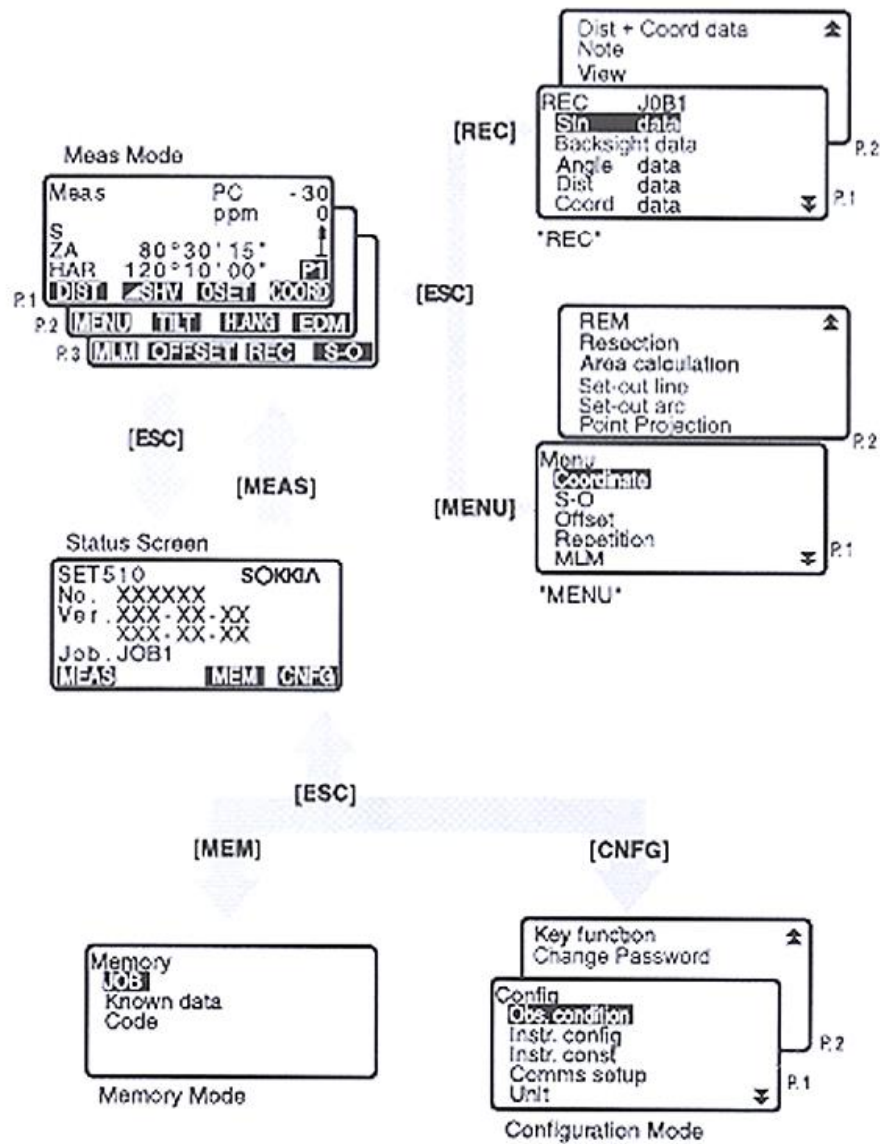 Dist + Coord data
Note
View
P.2
REC JOB1
Stn data
Backsight data
Angle data
Dist data
Coord data
P.1
"REC"
[REC]
Meas Mode
Meas PC -30
ppm 0
S
ZA 80°30'15"
HAR 120°10'00" P1
P.1 DIST ◢SHV 0SET COORD
P.2 MENU TILT H.ANG EDM
P.3 MLM OFFSET REC S-O
[ESC]
REM
Resection
Area calculation
Set-out line
Set-out arc
Point Projection
P.2
[MENU]
Menu
Coordinate
S-O
Offset
Repetition
MLM
P.1
"MENU"
[ESC]
[MEAS]
Status Screen
SET510 SOKKIA
No. XXXXXX
Ver. XXX-XX-XX
XXX-XX-XX
Job. JOB1
MEAS MEM CNFG
[ESC]
[MEM] [CNFG]
Memory
JOB
Known data
Code
Memory Mode
Key function
Change Password
P.2
Config
Obs. condition
Instr. config
Instr. const
Comms setup
Unit
P.1
Configuration Mode